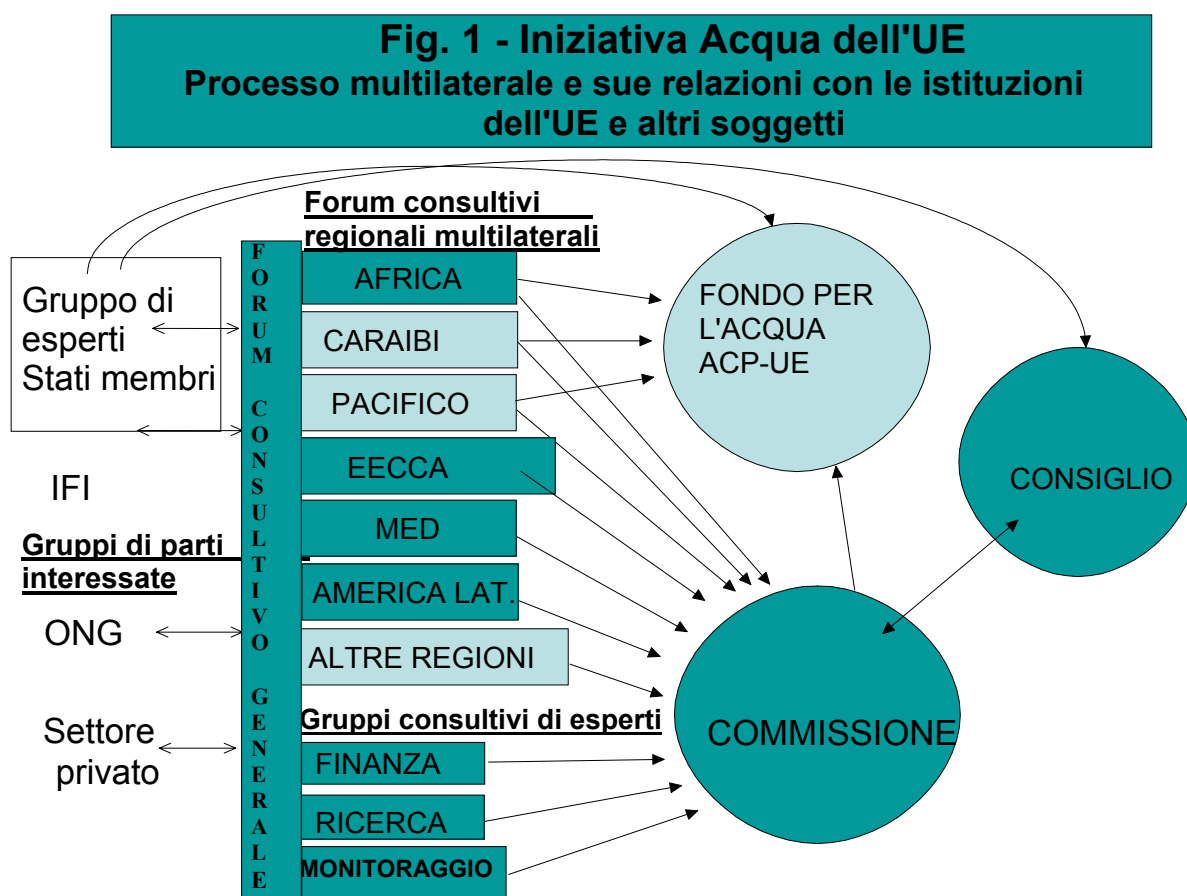 Fig. 1 - Iniziativa Acqua dell'UE
Processo multilaterale e sue relazioni con le istituzioni
dell'UE e altri soggetti
Forum consultivi
regionali multilaterali
Gruppo di
esperti
Stati membri
IFI
Gruppi di parti
interessate
ONG
Settore
privato
FORUM CONSULTIVO GENERALE
AFRICA
CARAIBI
PACIFICO
EECCA
MED
AMERICA LAT.
ALTRE REGIONI
Gruppi consultivi di esperti
FINANZA
RICERCA
MONITORAGGIO
FONDO PER
L'ACQUA
ACP-UE
CONSIGLIO
COMMISSIONE